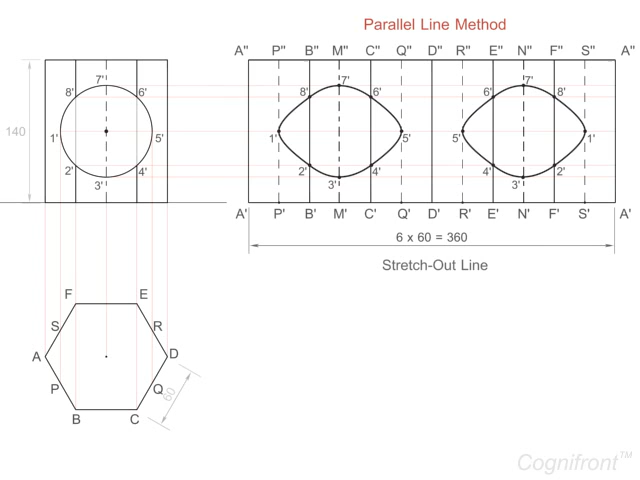 Parallel Line Method
A" P" B" M" C" Q" D" R" E" N" F" S" A"
7' 7' 7'
8' 6' 8' 6' 6' 8'
140 1' 5' 1' 5' 5' 1'
2' 4' 2' 4' 4' 2'
3' 3' 3'
A' P' B' M' C' Q' D' R' E' N' F' S' A'
6 x 60 = 360
Stretch-Out Line
F E
S R
A D
P Q 60
B C
Cognifront™